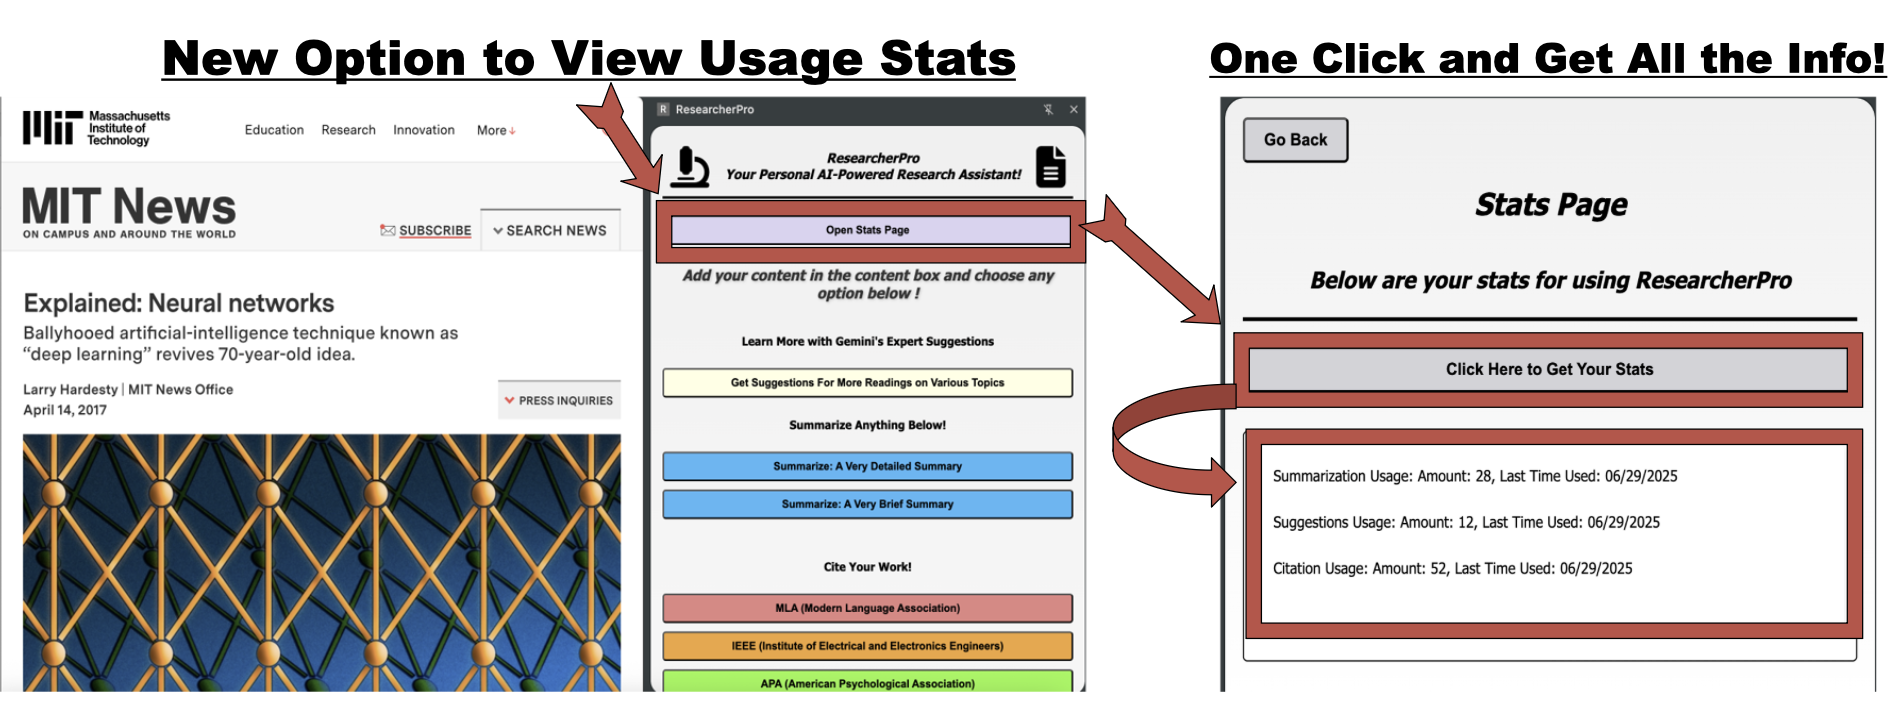 New Option to View Usage Stats
One Click and Get All the Info!
Massachusetts
Institute of
Technology
Education Research Innovation More
MIT News
ON CAMPUS AND AROUND THE WORLD
SUBSCRIBE
SEARCH NEWS
Explained: Neural networks
Ballyhooed artificial-intelligence technique known as
“deep learning” revives 70-year-old idea.
Larry Hardesty | MIT News Office
April 14, 2017
PRESS INQUIRIES
R ResearcherPro
ResearcherPro
Your Personal AI-Powered Research Assistant!
Open Stats Page
Add your content in the content box and choose any
option below !
Learn More with Gemini's Expert Suggestions
Get Suggestions For More Readings on Various Topics
Summarize Anything Below!
Summarize: A Very Detailed Summary
Summarize: A Very Brief Summary
Cite Your Work!
MLA (Modern Language Association)
IEEE (Institute of Electrical and Electronics Engineers)
APA (American Psychological Association)
Go Back
Stats Page
Below are your stats for using ResearcherPro
Click Here to Get Your Stats
Summarization Usage: Amount: 28, Last Time Used: 06/29/2025
Suggestions Usage: Amount: 12, Last Time Used: 06/29/2025
Citation Usage: Amount: 52, Last Time Used: 06/29/2025